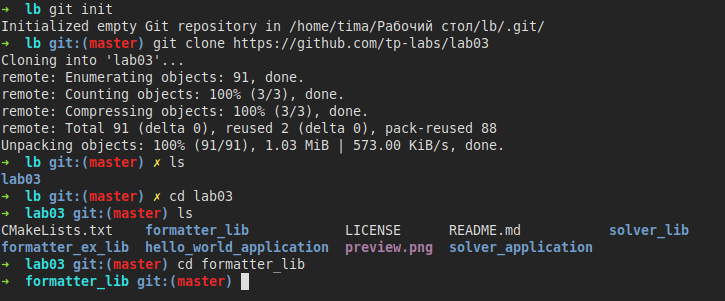 ➜  lb git init
Initialized empty Git repository in /home/tima/Рабочий стол/lb/.git/
➜  lb git:(master) git clone https://github.com/tp-labs/lab03
Cloning into 'lab03'...
remote: Enumerating objects: 91, done.
remote: Counting objects: 100% (3/3), done.
remote: Compressing objects: 100% (3/3), done.
remote: Total 91 (delta 0), reused 2 (delta 0), pack-reused 88
Unpacking objects: 100% (91/91), 1.03 MiB | 573.00 KiB/s, done.
➜  lb git:(master) ✗ ls
lab03
➜  lb git:(master) ✗ cd lab03
➜  lab03 git:(master) ls
CMakeLists.txt    formatter_lib            LICENSE      README.md           solver_lib
formatter_ex_lib  hello_world_application  preview.png  solver_application
➜  lab03 git:(master) cd formatter_lib
➜  formatter_lib git:(master)